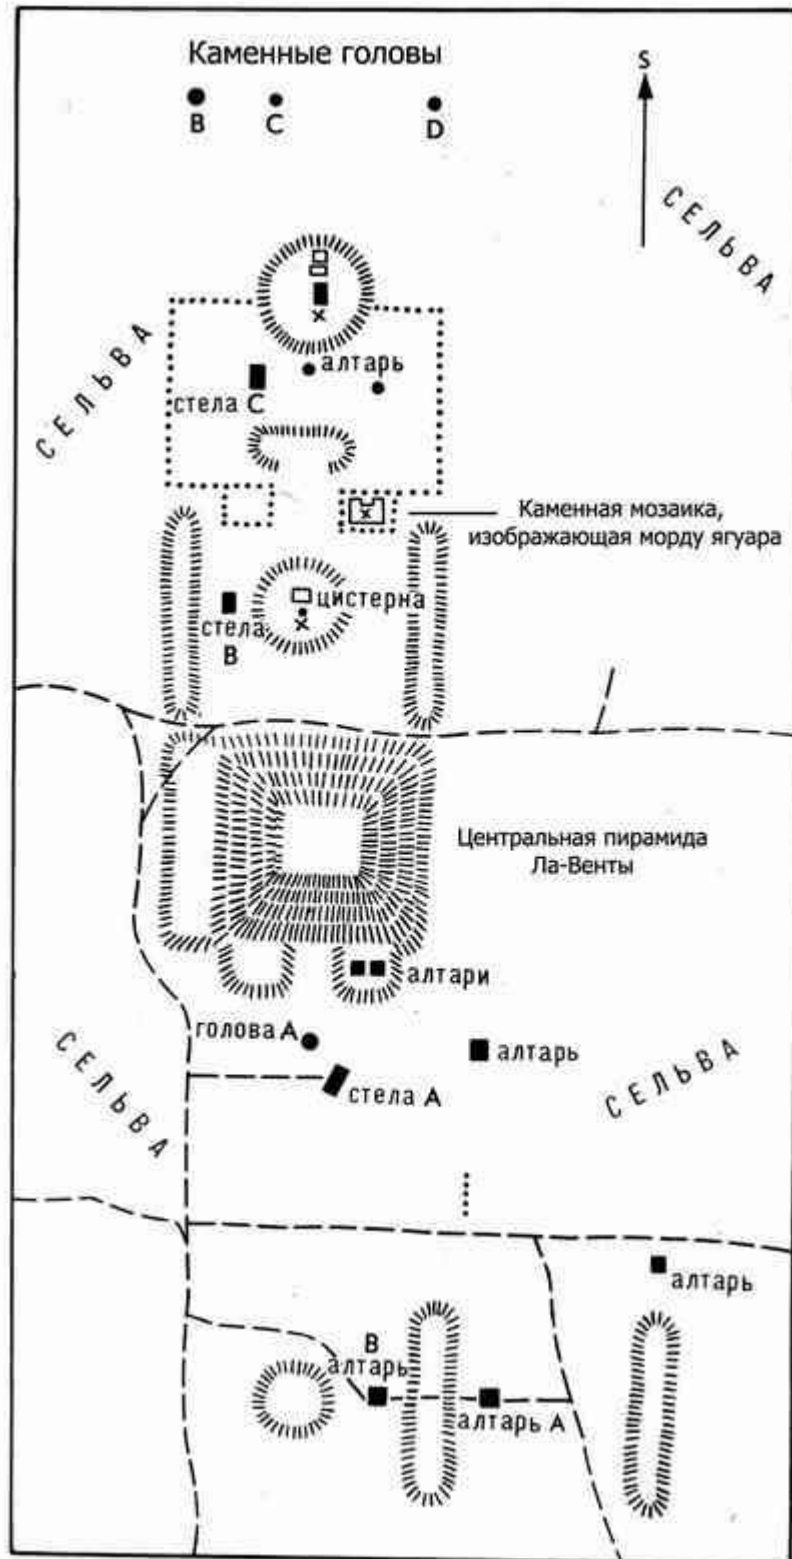 Каменные головы
S
B
C
D
СЕЛЬВА
СЕЛЬВА
алтарь
стела C
Каменная мозаика,
изображающая морду ягуара
цистерна
стела
B
Центральная пирамида
Ла-Венты
алтари
голова A
алтарь
СЕЛЬВА
СЕЛЬВА
стела A
алтарь
B
алтарь
алтарь A